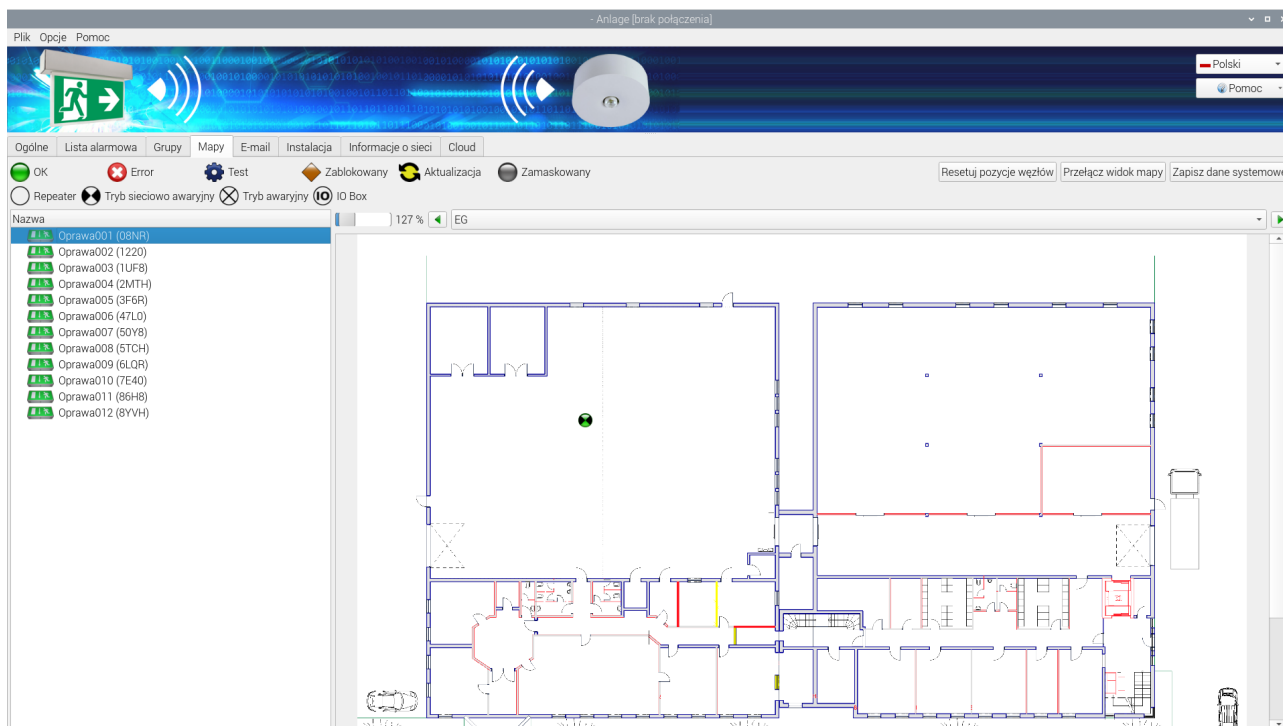 - Anlage [brak połączenia]
Plik Opcje Pomoc
Polski
Pomoc
Ogólne Lista alarmowa Grupy Mapy E-mail Instalacja Informacje o sieci Cloud
OK Error Test Zablokowany Aktualizacja Zamaskowany
Resetuj pozycje węzłów Przełącz widok mapy Zapisz dane systemowe
Repeater Tryb sieciowo awaryjny Tryb awaryjny IO IO Box
Nazwa
127 % EG
Oprawa001 (08NR)
Oprawa002 (1220)
Oprawa003 (1UF8)
Oprawa004 (2MTH)
Oprawa005 (3F6R)
Oprawa006 (47L0)
Oprawa007 (50Y8)
Oprawa008 (5TCH)
Oprawa009 (6LQR)
Oprawa010 (7E40)
Oprawa011 (86H8)
Oprawa012 (8YVH)